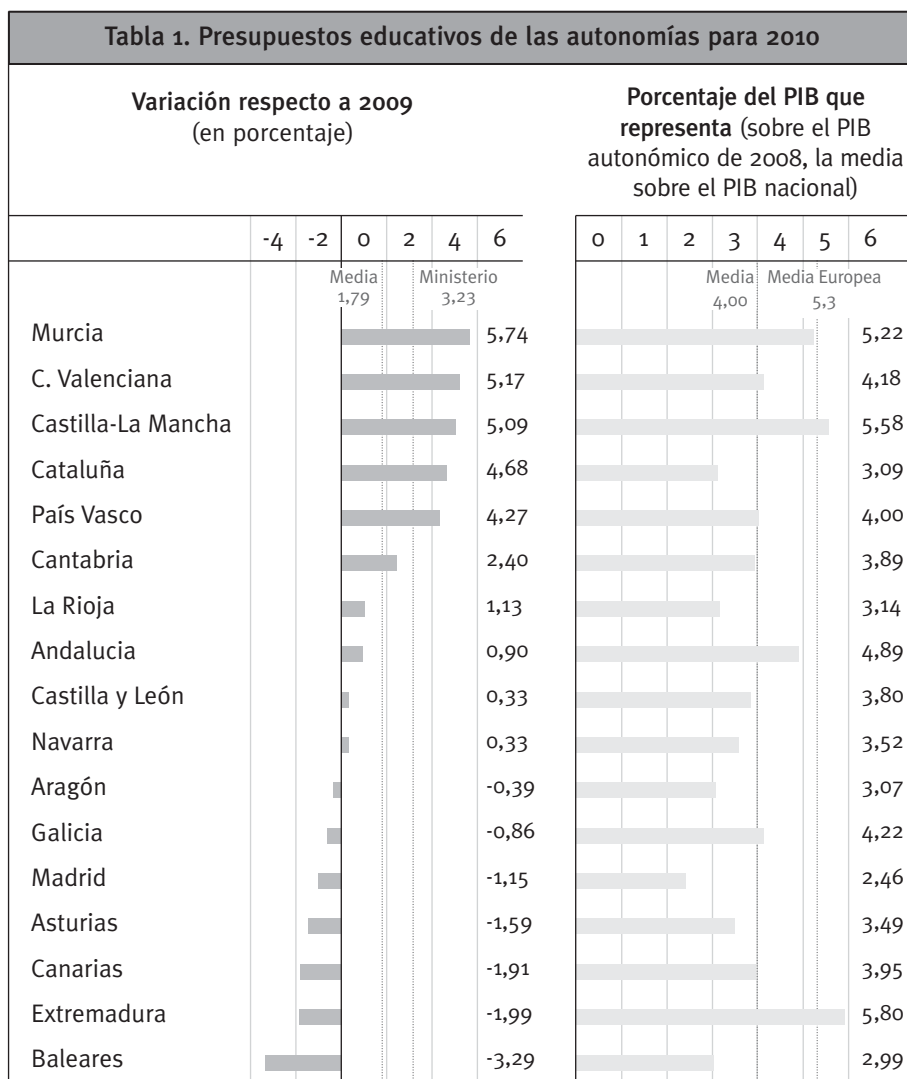 Tabla 1. Presupuestos educativos de las autonomías para 2010
Variación respecto a 2009
(en porcentaje)
Porcentaje del PIB que
representa (sobre el PIB
autonómico de 2008, la media
sobre el PIB nacional)
-4 -2 0 2 4 6 0 1 2 3 4 5 6
Media Ministerio Media Media Europea
1,79 3,23 4,00 5,3
Murcia 5,74 5,22
C. Valenciana 5,17 4,18
Castilla-La Mancha 5,09 5,58
Cataluña 4,68 3,09
País Vasco 4,27 4,00
Cantabria 2,40 3,89
La Rioja 1,13 3,14
Andalucia 0,90 4,89
Castilla y León 0,33 3,80
Navarra 0,33 3,52
Aragón -0,39 3,07
Galicia -0,86 4,22
Madrid -1,15 2,46
Asturias -1,59 3,49
Canarias -1,91 3,95
Extremadura -1,99 5,80
Baleares -3,29 2,99